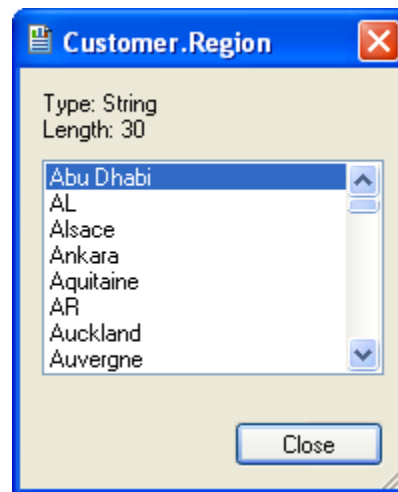 Customer.Region
Type: String
Length: 30
Abu Dhabi
AL
Alsace
Ankara
Aquitaine
AR
Auckland
Auvergne
Close